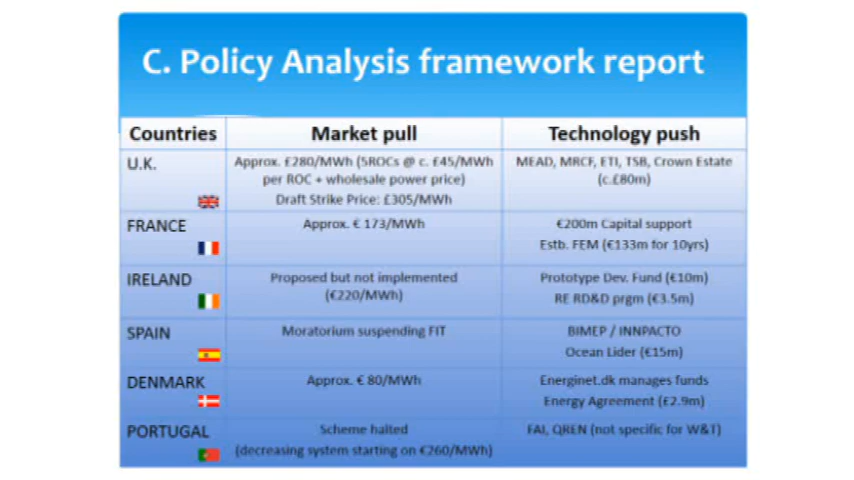 C. Policy Analysis framework report
Countries Market pull Technology push
U.K.
Approx. £280/MWh (5ROCs @ c. £45/MWh
per ROC + wholesale power price)
Draft Strike Price: £305/MWh
MEAD, MRCF, ETI, TSB, Crown Estate
(c.£80m)
FRANCE
Approx. € 173/MWh
€200m Capital support
Estb. FEM (€133m for 10yrs)
IRELAND
Proposed but not implemented
(€220/MWh)
Prototype Dev. Fund (€10m)
RE RD&D prgm (€3.5m)
SPAIN
Moratorium suspending FIT
BIMEP / INNPACTO
Ocean Lider (€15m)
DENMARK
Approx. € 80/MWh
Energinet.dk manages funds
Energy Agreement (£2.9m)
PORTUGAL
Scheme halted
(decreasing system starting on €260/MWh)
FAI, QREN (not specific for W&T)